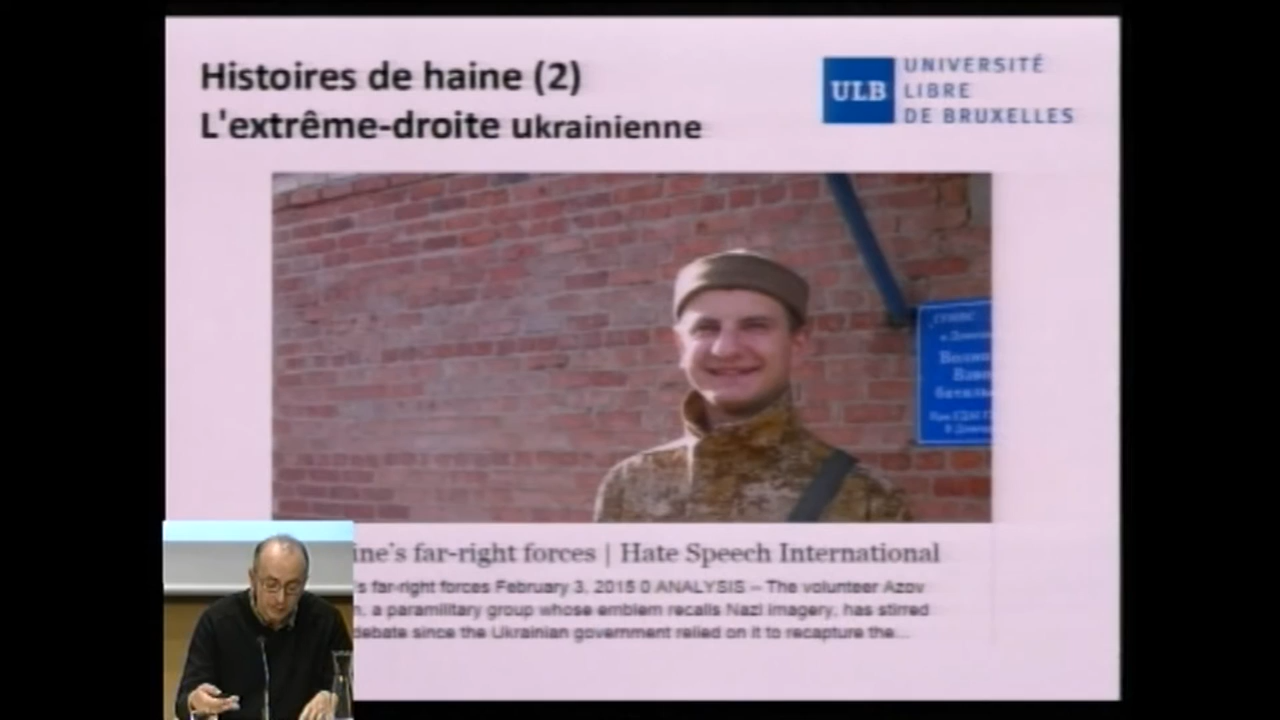 Histoires de haine (2)
L'extrême-droite ukrainienne
ULB
UNIVERSITÉ
LIBRE
DE BRUXELLES
ine's far-right forces | Hate Speech International
's far-right forces February 3, 2015 0 ANALYSIS – The volunteer Azov
n, a paramilitary group whose emblem recalls Nazi imagery, has stirred
debate since the Ukrainian government relied on it to recapture the...